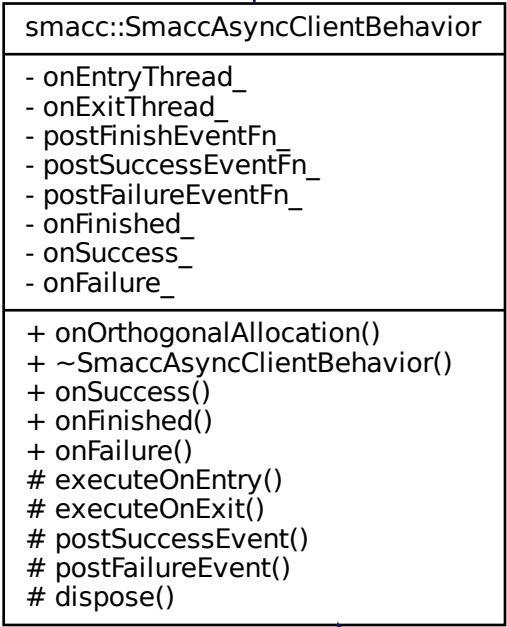 smacc::SmaccAsyncClientBehavior
- onEntryThread_
- onExitThread_
- postFinishEventFn_
- postSuccessEventFn_
- postFailureEventFn_
- onFinished_
- onSuccess_
- onFailure_
+ onOrthogonalAllocation()
+ ~SmaccAsyncClientBehavior()
+ onSuccess()
+ onFinished()
+ onFailure()
# executeOnEntry()
# executeOnExit()
# postSuccessEvent()
# postFailureEvent()
# dispose()